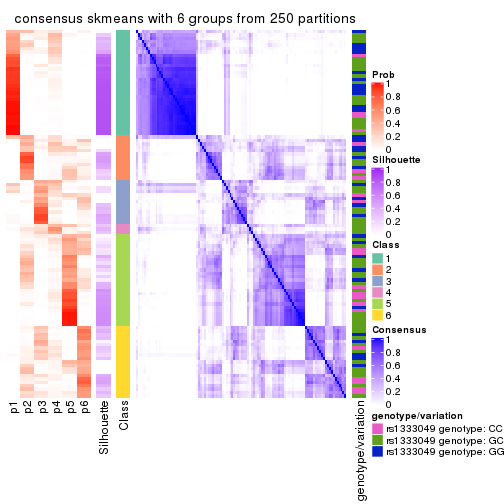 consensus skmeans with 6 groups from 250 partitions
p1
p2
p3
p4
p5
p6
Silhouette
Class
genotype/variation
Prob
1
0.8
0.6
0.4
0.2
0
Silhouette
1
0.8
0.6
0.4
0.2
0
Class
1
2
3
4
5
6
Consensus
1
0.8
0.6
0.4
0.2
0
genotype/variation
rs1333049 genotype: CC
rs1333049 genotype: GC
rs1333049 genotype: GG